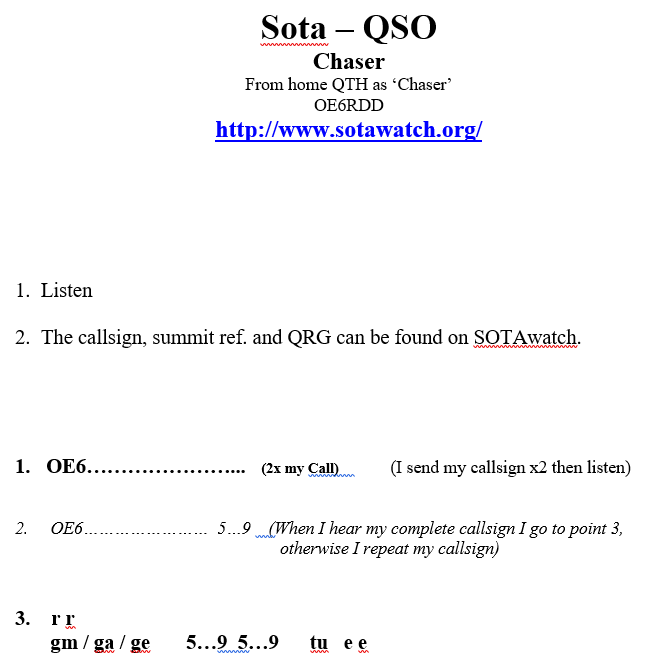 Sota – QSO
Chaser
From home QTH as ‘Chaser’
OE6RDD
http://www.sotawatch.org/
1. Listen
2. The callsign, summit ref. and QRG can be found on SOTAwatch.
1. OE6…………………... (2x my Call) (I send my callsign x2 then listen)
2. OE6…………………… 5…9 (When I hear my complete callsign I go to point 3,
otherwise I repeat my callsign)
3. r r
gm / ga / ge 5…9 5…9 tu e e